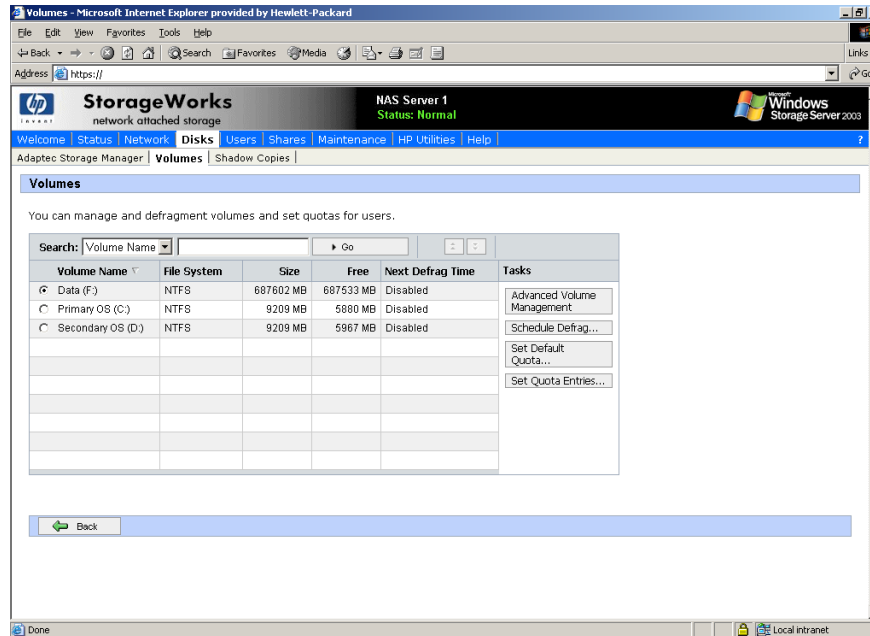 Volumes - Microsoft Internet Explorer provided by Hewlett-Packard
File Edit View Favorites Tools Help
Back Search Favorites Media
Links
Address https://
Go
hp
invent
StorageWorks
network attached storage
NAS Server 1
Status: Normal
Microsoft
Windows
Storage Server 2003
Welcome Status Network Disks Users Shares Maintenance HP Utilities Help ?
Adaptec Storage Manager Volumes Shadow Copies
Volumes
You can manage and defragment volumes and set quotas for users.
Search: Volume Name Go
Volume Name File System Size Free Next Defrag Time Tasks
Data (F:) NTFS 687602 MB 687533 MB Disabled
Primary OS (C:) NTFS 9209 MB 5880 MB Disabled
Secondary OS (D:) NTFS 9209 MB 5967 MB Disabled
Advanced Volume
Management
Schedule Defrag...
Set Default
Quota...
Set Quota Entries...
Back
Done
Local intranet